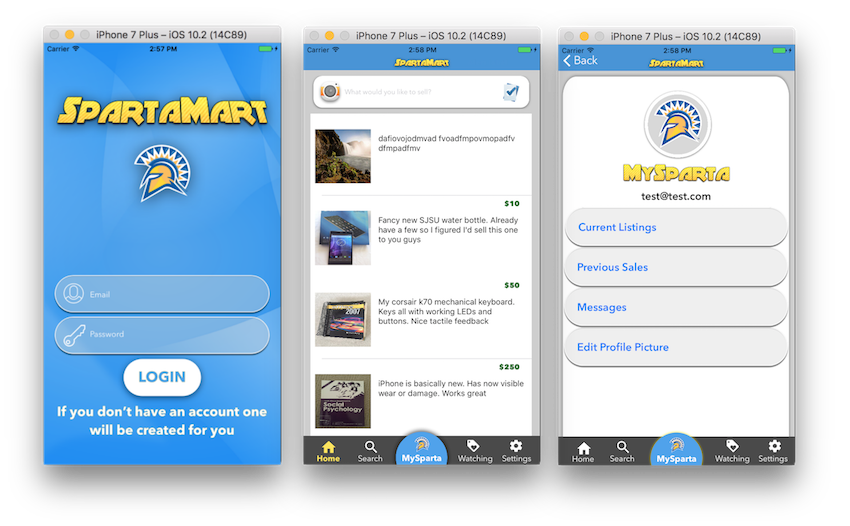 iPhone 7 Plus – iOS 10.2 (14C89)
Carrier
2:57 PM
SPARTAMART
Email
Password
LOGIN
If you don't have an account one
will be created for you
iPhone 7 Plus – iOS 10.2 (14C89)
Carrier
2:58 PM
SPARTAMART
What would you like to sell?
dafiovojodmvad fvoadfmpovmopadfv
dfmpadfmv
$10
Fancy new SJSU water bottle. Already
have a few so I figured I'd sell this one
to you guys
$50
My corsair k70 mechanical keyboard.
Keys all with working LEDs and
buttons. Nice tactile feedback
2007
$250
iPhone is basically new. Has now visible
wear or damage. Works great
Social
Psychology
Home
Search
MySparta
Watching
Settings
iPhone 7 Plus – iOS 10.2 (14C89)
Carrier
2:58 PM
Back
SPARTAMART
MYSPARTA
test@test.com
Current Listings
Previous Sales
Messages
Edit Profile Picture
Home
Search
MySparta
Watching
Settings